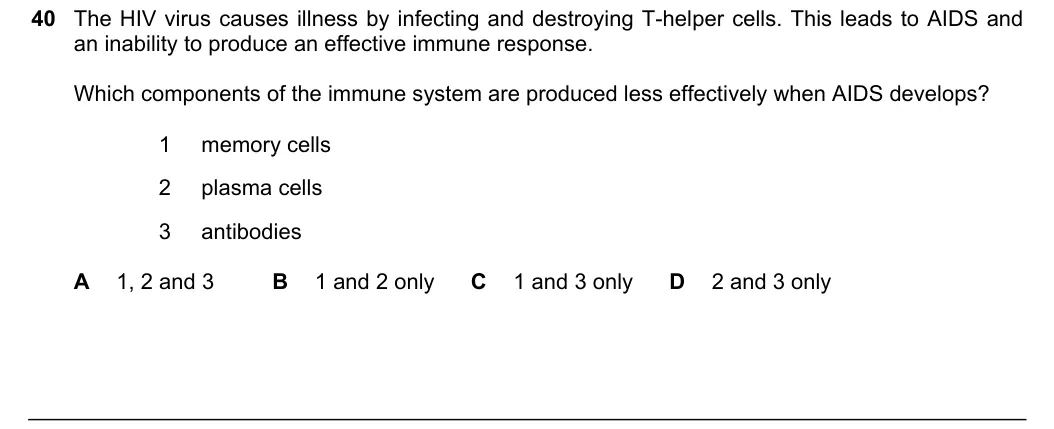 40 The HIV virus causes illness by infecting and destroying T-helper cells. This leads to AIDS and
an inability to produce an effective immune response.
Which components of the immune system are produced less effectively when AIDS develops?
1 memory cells
2 plasma cells
3 antibodies
A 1, 2 and 3 B 1 and 2 only C 1 and 3 only D 2 and 3 only